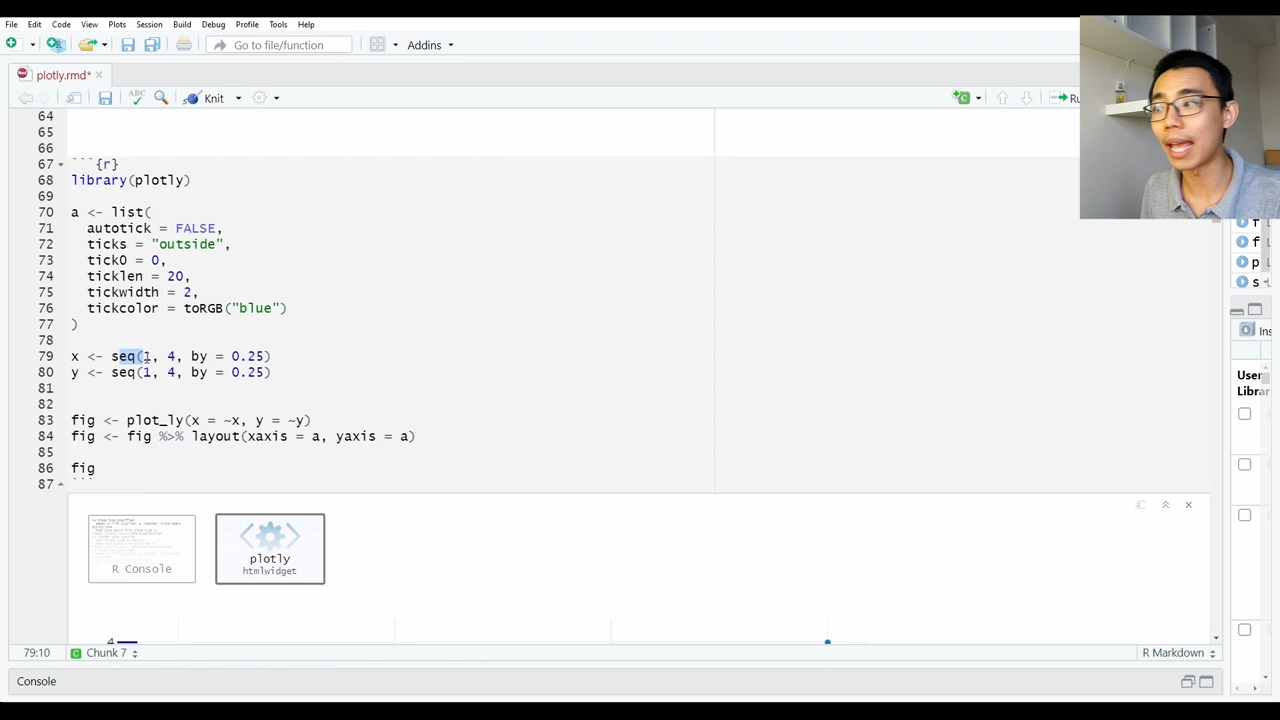 File Edit Code View Plots Session Build Debug Profile Tools Help
Go to file/function Addins
plotly.rmd*
ABC Knit Ru
64
65
66
67 ```{r}
68 library(plotly)
69
70 a <- list(
71 autotick = FALSE,
72 ticks = "outside",
73 tick0 = 0,
74 ticklen = 20,
75 tickwidth = 2,
76 tickcolor = toRGB("blue")
77 )
78
79 x <- seq(1, 4, by = 0.25)
80 y <- seq(1, 4, by = 0.25)
81
82
83 fig <- plot_ly(x = ~x, y = ~y)
84 fig <- fig %>% layout(xaxis = a, yaxis = a)
85
86 fig
87 ```
R Console
plotly
htmlwidget
4
79:10 Chunk 7 R Markdown
Console
f
f
p
s
Ins
User
Libra